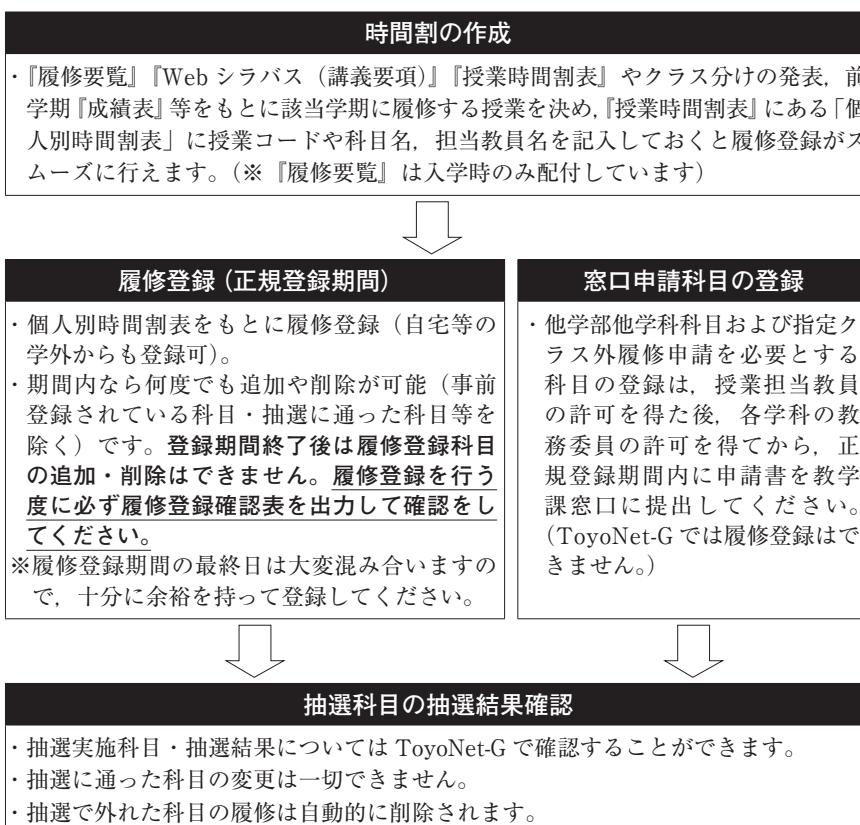 時間割の作成
・『履修要覧』『Web シラバス（講義要項）』『授業時間割表』やクラス分けの発表，前
学期『成績表』等をもとに該当学期に履修する授業を決め，『授業時間割表』にある「個
人別時間割表」に授業コードや科目名，担当教員名を記入しておくと履修登録がス
ムーズに行えます。（※『履修要覧』は入学時のみ配付しています）
履修登録（正規登録期間）
・個人別時間割表をもとに履修登録（自宅等の
学外からも登録可）。
・期間内なら何度でも追加や削除が可能（事前
登録されている科目・抽選に通った科目等を
除く）です。登録期間終了後は履修登録科目
の追加・削除はできません。履修登録を行う
度に必ず履修登録確認表を出力して確認をし
てください。
※履修登録期間の最終日は大変混み合いますの
で，十分に余裕を持って登録してください。
窓口申請科目の登録
・他学部他学科科目および指定ク
ラス外履修申請を必要とする
科目の登録は，授業担当教員
の許可を得た後，各学科の教
務委員の許可を得てから，正
規登録期間内に申請書を教学
課窓口に提出してください。
（ToyoNet-G では履修登録はで
きません。）
抽選科目の抽選結果確認
・抽選実施科目・抽選結果については ToyoNet-G で確認することができます。
・抽選に通った科目の変更は一切できません。
・抽選で外れた科目の履修は自動的に削除されます。